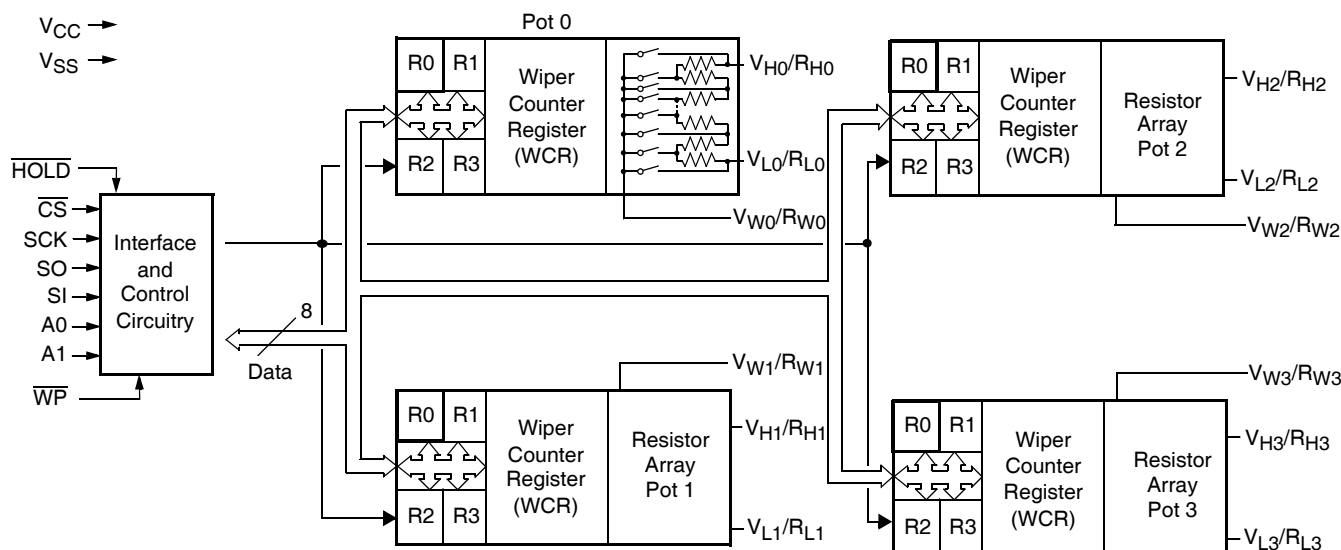 VCC
VSS
Pot 0
R0 R1
R2 R3
Wiper
Counter
Register
(WCR)
VH0/RH0
VL0/RL0
VW0/RW0
R0 R1
R2 R3
Wiper
Counter
Register
(WCR)
Resistor
Array
Pot 2
VH2/RH2
VL2/RL2
VW2/RW2
HOLD
CS
SCK
SO
SI
A0
A1
WP
Interface
and
Control
Circuitry
8
Data
VW1/RW1
R0 R1
R2 R3
Wiper
Counter
Register
(WCR)
Resistor
Array
Pot 1
VH1/RH1
VL1/RL1
VW3/RW3
R0 R1
R2 R3
Wiper
Counter
Register
(WCR)
Resistor
Array
Pot 3
VH3/RH3
VL3/RL3